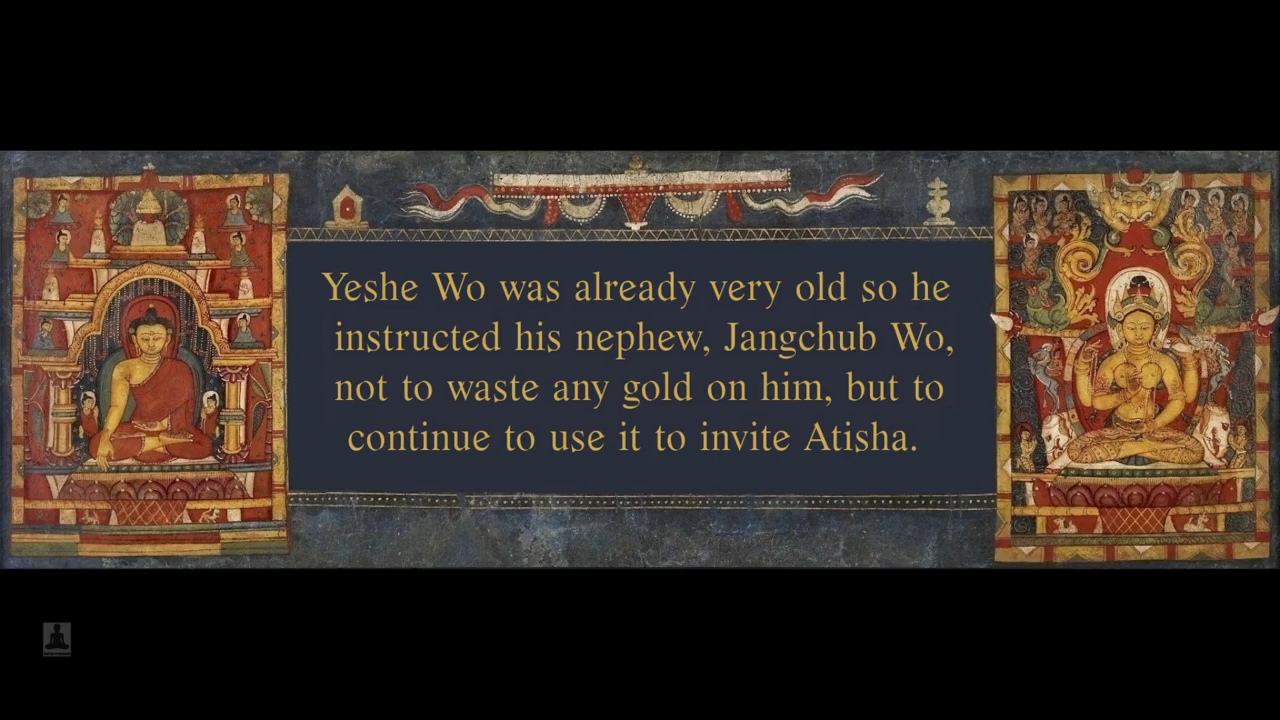 Yeshe Wo was already very old so he
instructed his nephew, Jangchub Wo,
not to waste any gold on him, but to
continue to use it to invite Atisha.